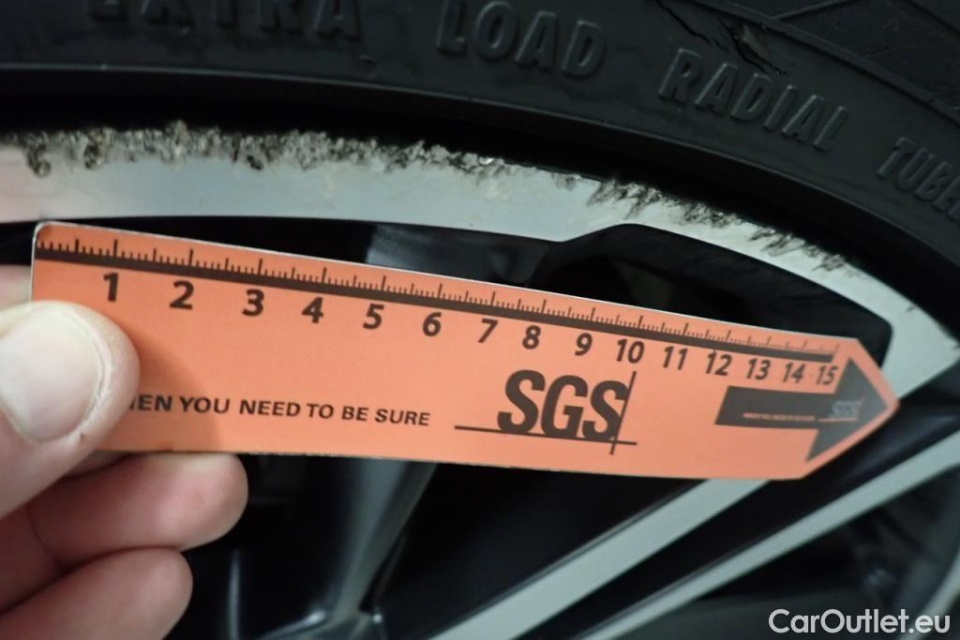 EXTRA LOAD RADIAL
1 2 3 4 5 6 7 8 9 10 11 12 13 14 15
YOU NEED TO BE SURE
SGS
CarOutlet.eu